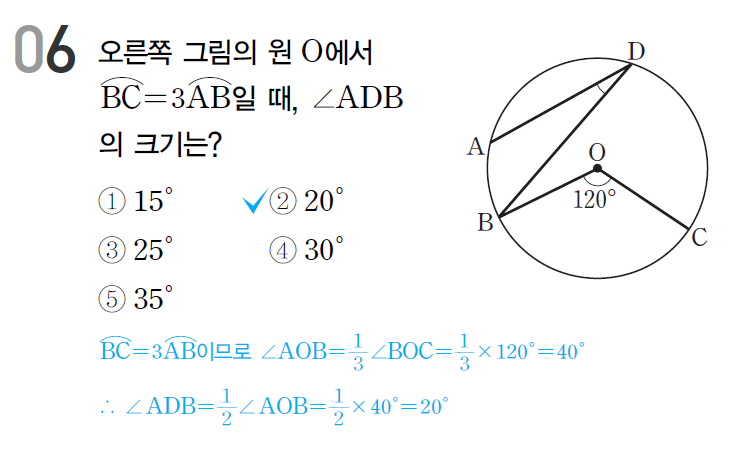 06 오른쪽 그림의 원 O에서
⌒BC=3⌒AB일 때, ∠ADB
의 크기는?
① 15° ✓② 20°
③ 25° ④ 30°
⑤ 35°
D
A
O
120°
B
C
⌒BC=3⌒AB이므로 ∠AOB=1/3∠BOC=1/3×120°=40°
∴ ∠ADB=1/2∠AOB=1/2×40°=20°